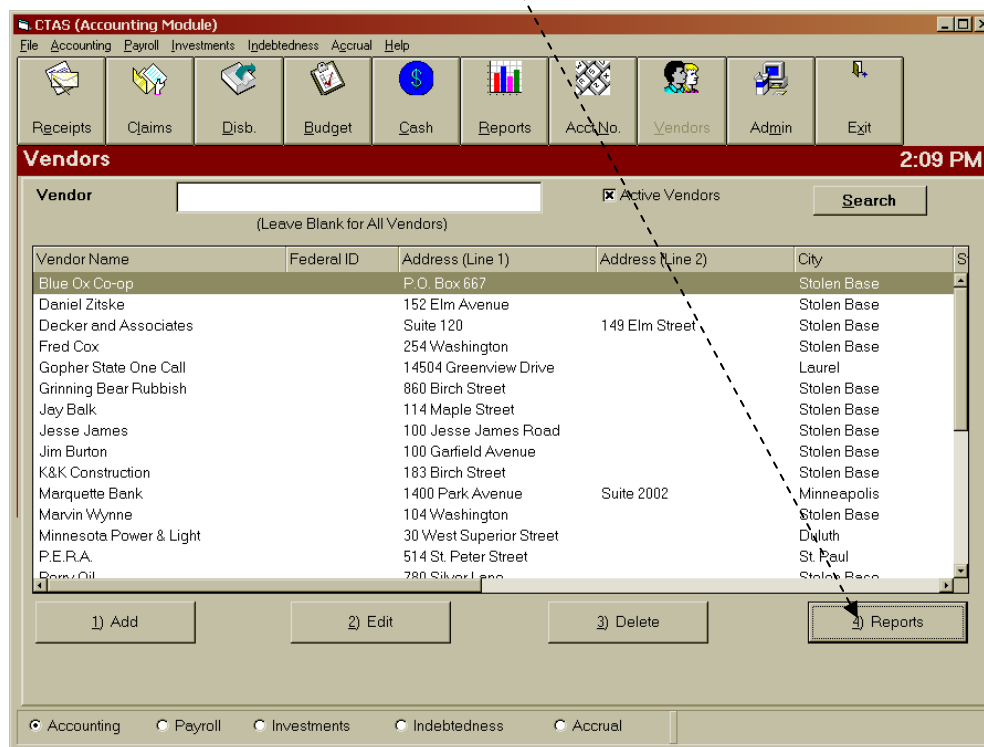 CTAS (Accounting Module)
File Accounting Payroll Investments Indebtedness Accrual Help
Receipts Claims Disb. Budget Cash Reports Acct No. Vendors Admin Exit
Vendors 2:09 PM
Vendor Active Vendors Search
(Leave Blank for All Vendors)
Vendor Name Federal ID Address (Line 1) Address (Line 2) City S
Blue Ox Co-op P.O. Box 667 Stolen Base
Daniel Zitske 152 Elm Avenue Stolen Base
Decker and Associates Suite 120 149 Elm Street Stolen Base
Fred Cox 254 Washington Stolen Base
Gopher State One Call 14504 Greenview Drive Laurel
Grinning Bear Rubbish 860 Birch Street Stolen Base
Jay Balk 114 Maple Street Stolen Base
Jesse James 100 Jesse James Road Stolen Base
Jim Burton 100 Garfield Avenue Stolen Base
K&K Construction 183 Birch Street Stolen Base
Marquette Bank 1400 Park Avenue Suite 2002 Minneapolis
Marvin Wynne 104 Washington Stolen Base
Minnesota Power & Light 30 West Superior Street Duluth
P.E.R.A. 514 St. Peter Street St. Paul
Perry Oil 780 Silver Lane Stolen Base
1) Add 2) Edit 3) Delete 4) Reports
Accounting Payroll Investments Indebtedness Accrual